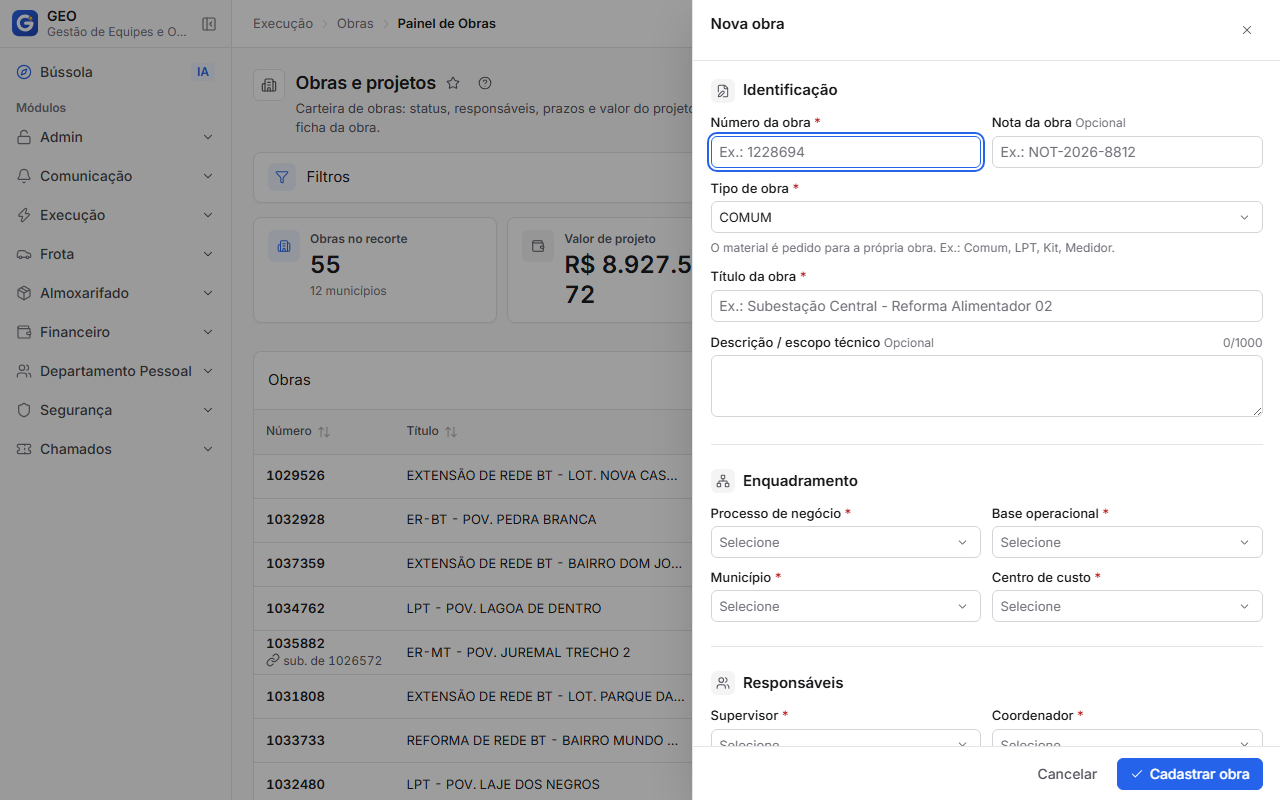 GEO
Gestão de Equipes e O...
Bússola
IA
Módulos
Admin
Comunicação
Execução
Frota
Almoxarifado
Financeiro
Departamento Pessoal
Segurança
Chamados
Execução
Obras
Painel de Obras
Obras e projetos
Carteira de obras: status, responsáveis, prazos e valor do projeto
ficha da obra.
Filtros
Obras no recorte
55
12 municípios
Valor de projeto
R$ 8.927.5
72
Obras
Número
Título
1029526
EXTENSÃO DE REDE BT - LOT. NOVA CAS...
1032928
ER-BT - POV. PEDRA BRANCA
1037359
EXTENSÃO DE REDE BT - BAIRRO DOM JO...
1034762
LPT - POV. LAGOA DE DENTRO
1035882
sub. de 1026572
ER-MT - POV. JUREMAL TRECHO 2
1031808
EXTENSÃO DE REDE BT - LOT. PARQUE DA...
1033733
REFORMA DE REDE BT - BAIRRO MUNDO ...
1032480
LPT - POV. LAJE DOS NEGROS
Nova obra
Identificação
Número da obra *
Nota da obra Opcional
Ex.: 1228694
Ex.: NOT-2026-8812
Tipo de obra *
COMUM
O material é pedido para a própria obra. Ex.: Comum, LPT, Kit, Medidor.
Título da obra *
Ex.: Subestação Central - Reforma Alimentador 02
Descrição / escopo técnico Opcional
0/1000
Enquadramento
Processo de negócio *
Base operacional *
Selecione
Selecione
Município *
Centro de custo *
Selecione
Selecione
Responsáveis
Supervisor *
Coordenador *
Selecione
Selecione
Cancelar
Cadastrar obra